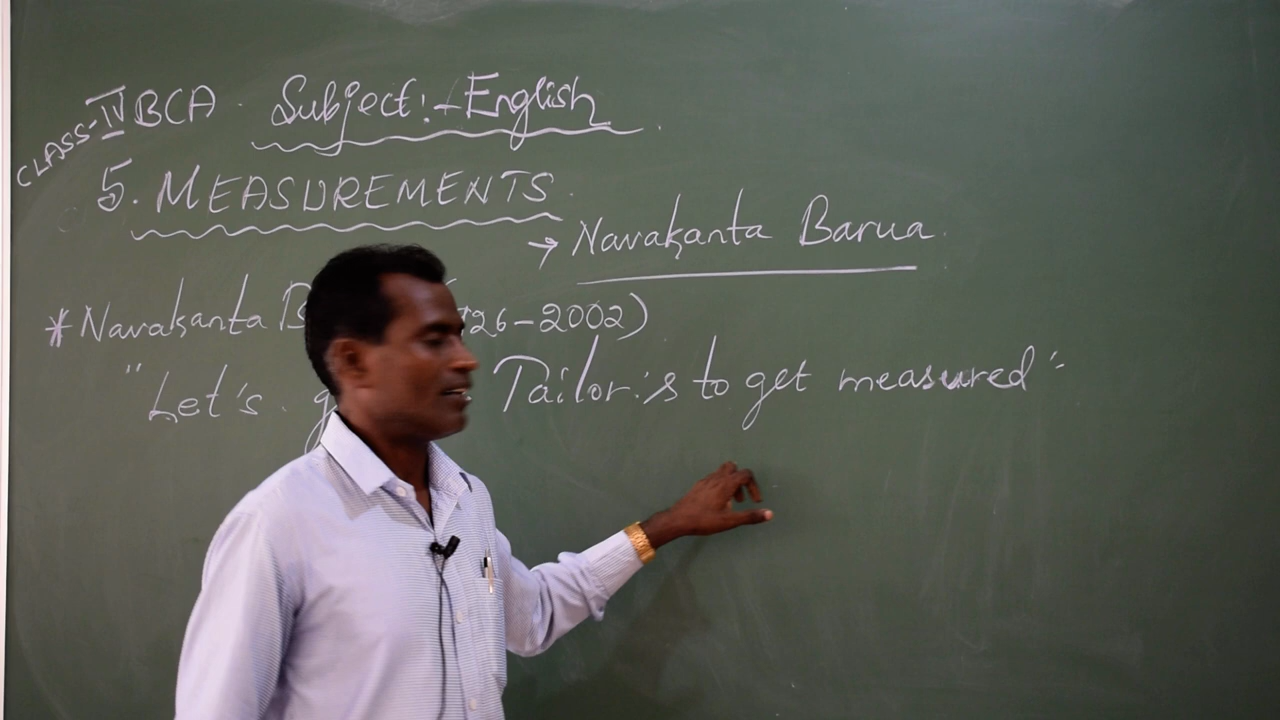 CLASS-IV BCA. Subject:- English
5. MEASUREMENTS.
→ Navakanta Barua.
* Navakanta 26-2002)
"Let's Tailor's to get measured"